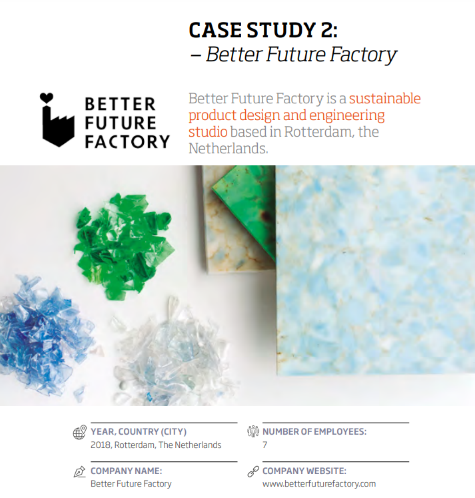 CASE STUDY 2:
– Better Future Factory
BETTER
FUTURE
FACTORY
Better Future Factory is a sustainable
product design and engineering
studio based in Rotterdam, the
Netherlands.
YEAR, COUNTRY (CITY)
2018, Rotterdam, The Netherlands
NUMBER OF EMPLOYEES:
7
COMPANY NAME:
Better Future Factory
COMPANY WEBSITE:
www.betterfuturefactory.com